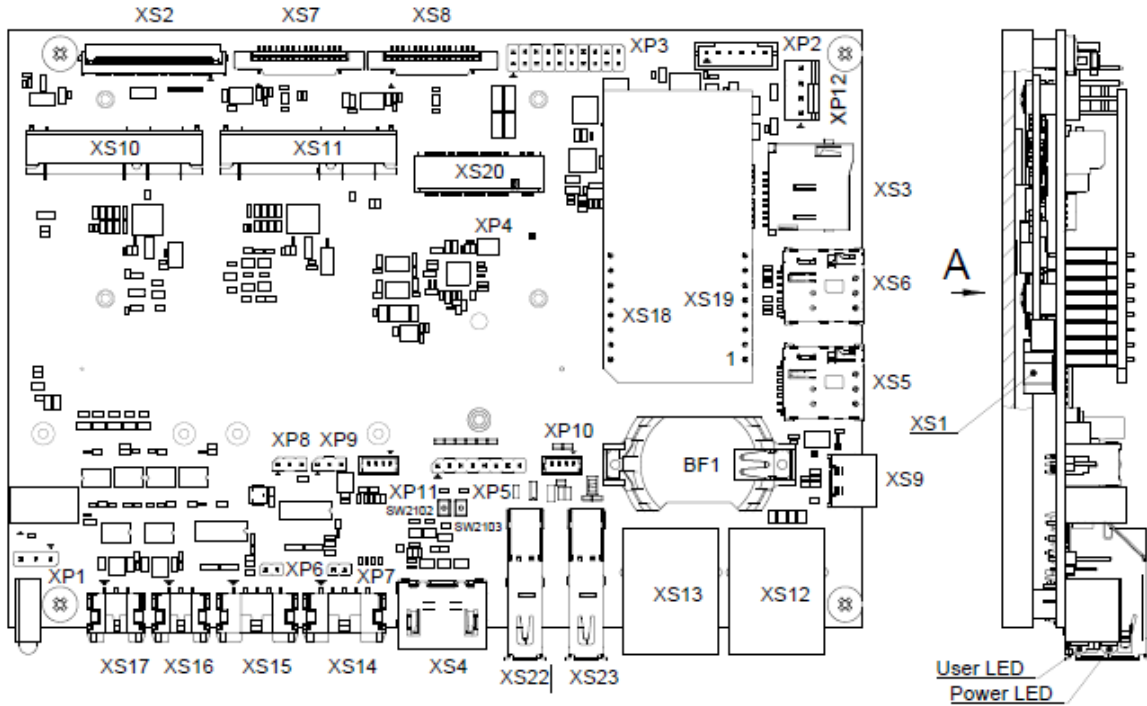 XS2
XS7
XS8
XP3
XP2
XP12
XS10
XS11
XS20
XS3
XP4
XS6
A
XS18
XS19
1
XS5
XS1
XP8
XP9
XP10
BF1
XS9
XP11
XP5
SW2102
SW2103
XP1
XP6
XP7
XS13
XS12
XS17
XS16
XS15
XS14
XS4
XS22
XS23
User LED
Power LED